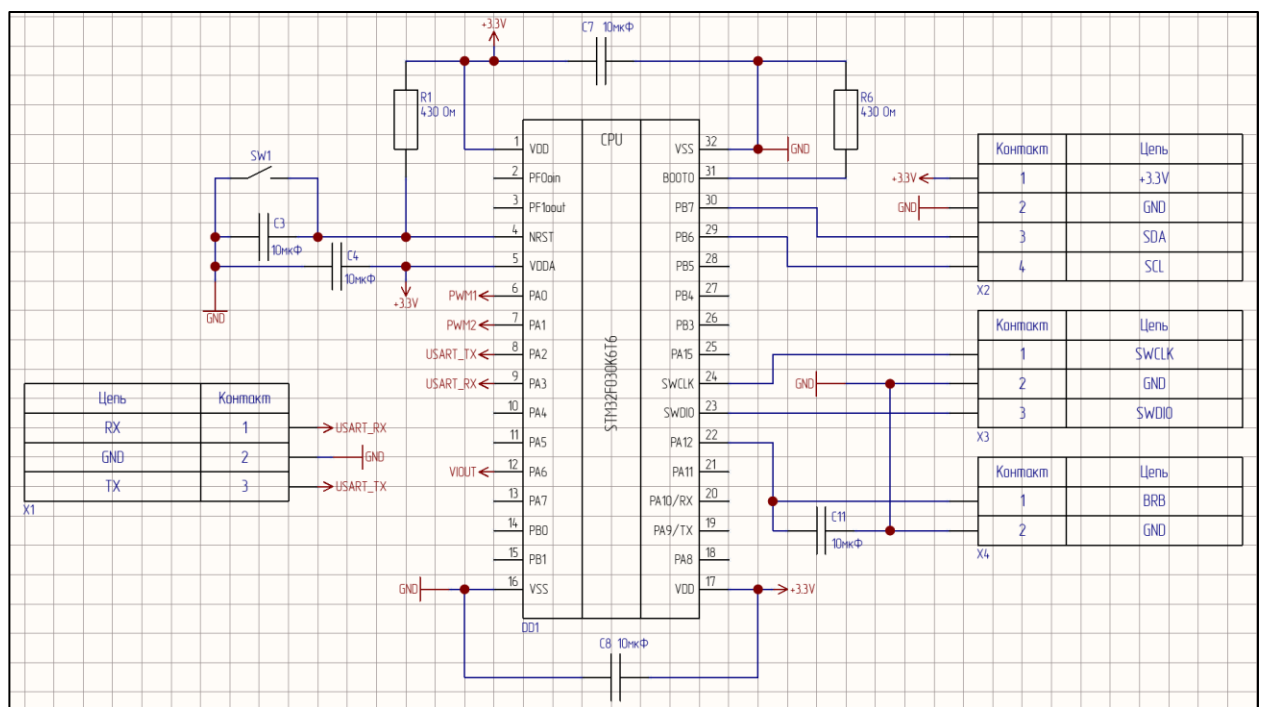 +3.3V
C7 10мкФ
R1
430 Ом
R6
430 Ом
SW1
C3
10мкФ
C4
10мкФ
+3.3V
GND
CPU
STM32F030K6T6
DD1
1 VDD
2 PF0oin
3 PF1oout
4 NRST
5 VDDA
PWM1 6 PA0
PWM2 7 PA1
USART_TX 8 PA2
USART_RX 9 PA3
10 PA4
11 PA5
VIOUT 12 PA6
13 PA7
14 PB0
15 PB1
GND 16 VSS
VSS 32 GND
BOOT0 31
PB7 30
PB6 29
PB5 28
PB4 27
PB3 26
PA15 25
SWCLK 24 GND
SWDIO 23
PA12 22
PA11 21
PA10/RX 20
PA9/TX 19
PA8 18
VDD 17 +3.3V
C11
10мкФ
C8 10мкФ
Цепь Контакт
RX 1 USART_RX
GND 2 GND
TX 3 USART_TX
X1
Контакт Цепь
+3.3V 1 +3.3V
GND 2 GND
3 SDA
4 SCL
X2
Контакт Цепь
1 SWCLK
2 GND
3 SWDIO
X3
Контакт Цепь
1 BRB
2 GND
X4